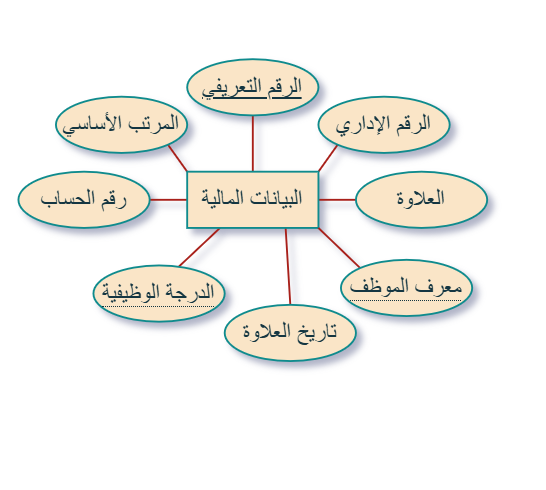 الرقم التعريفي
الرقم الإداري
المرتب الأساسي
العلاوة
البيانات المالية
رقم الحساب
معرف الموظف
الدرجة الوظيفية
تاريخ العلاوة